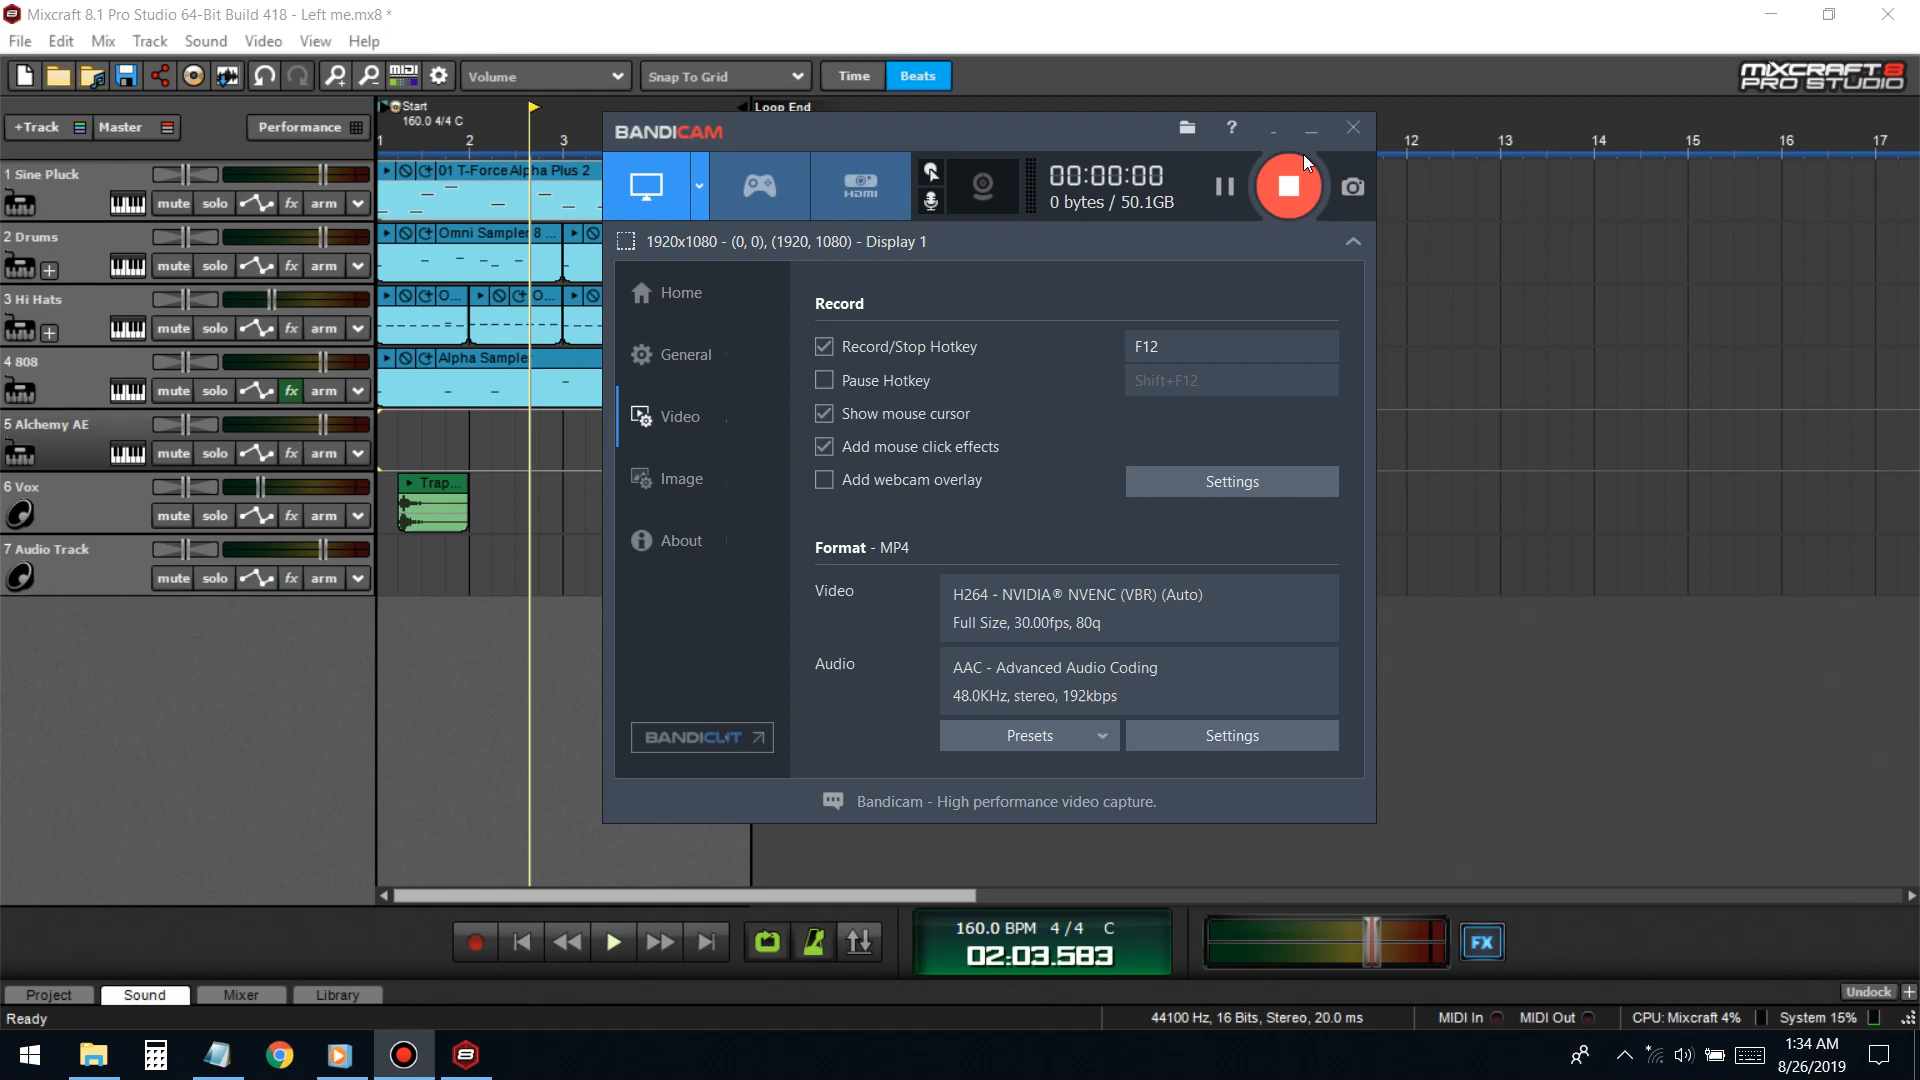 Mixcraft 8.1 Pro Studio 64-Bit Build 418 - Left me.mx8 *
File Edit Mix Track Sound Video View Help
MIDI Volume Snap To Grid Time Beats MIXCRAFT 8 PRO STUDIO
+Track Master Performance
Start
160.0 4/4 C
Loop End
1 2 3 12 13 14 15 16 17
1 Sine Pluck
mute solo fx arm
01 T-Force Alpha Plus 2
2 Drums
mute solo fx arm
Omni Sampler 8 ...
3 Hi Hats
mute solo fx arm
O... O...
4 808
mute solo fx arm
Alpha Sampler
5 Alchemy AE
mute solo fx arm
6 Vox
mute solo fx arm
Trap...
7 Audio Track
mute solo fx arm
BANDICAM
?
HDMI
00:00:00
0 bytes / 50.1GB
1920x1080 - (0, 0), (1920, 1080) - Display 1
Home
General
Video
Image
About
BANDICUT
Record
Record/Stop Hotkey F12
Pause Hotkey Shift+F12
Show mouse cursor
Add mouse click effects
Add webcam overlay Settings
Format - MP4
Video H264 - NVIDIA® NVENC (VBR) (Auto)
Full Size, 30.00fps, 80q
Audio AAC - Advanced Audio Coding
48.0KHz, stereo, 192kbps
Presets Settings
Bandicam - High performance video capture.
160.0 BPM 4/4 C
02:03.583
FX
Project Sound Mixer Library Undock +
Ready 44100 Hz, 16 Bits, Stereo, 20.0 ms MIDI In MIDI Out CPU: Mixcraft 4% System 15%
1:34 AM
8/26/2019